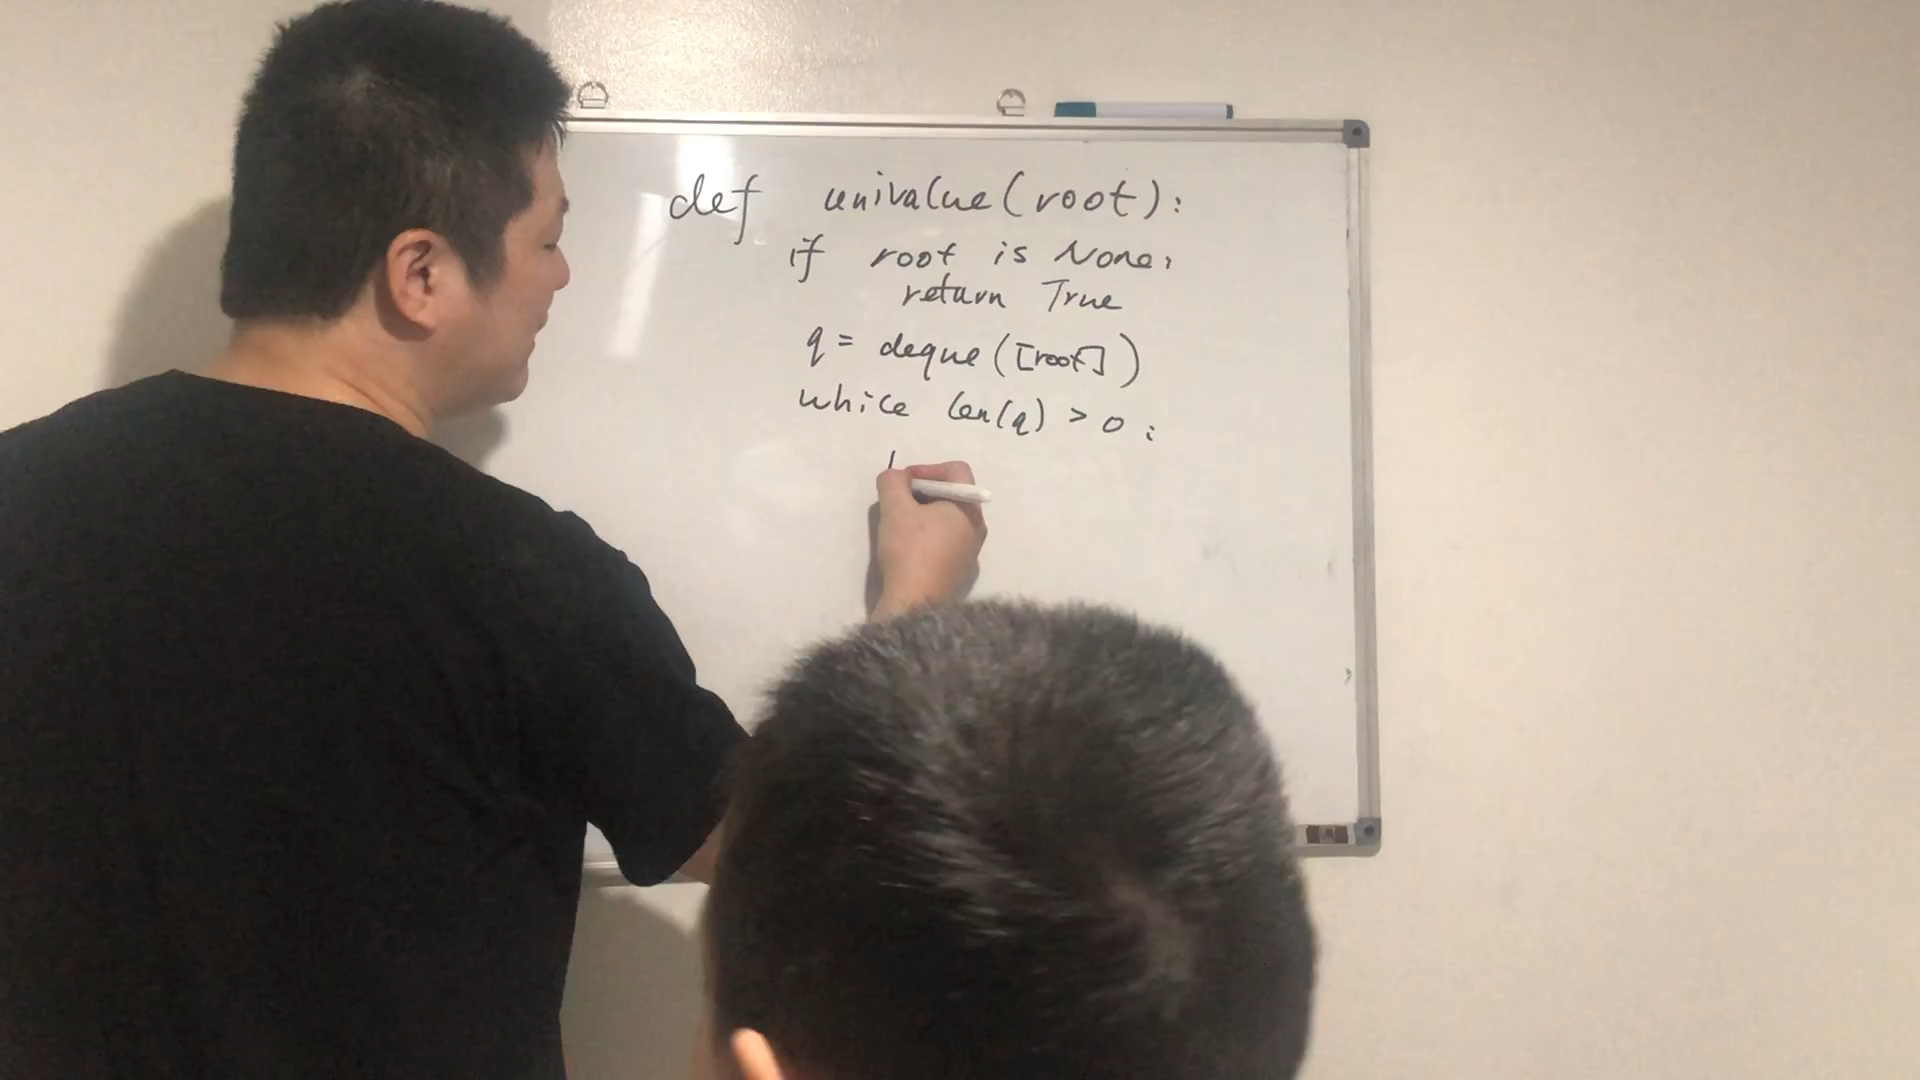 def univalue(root):
if root is None:
return True
q = deque([root])
while len(q) > 0: